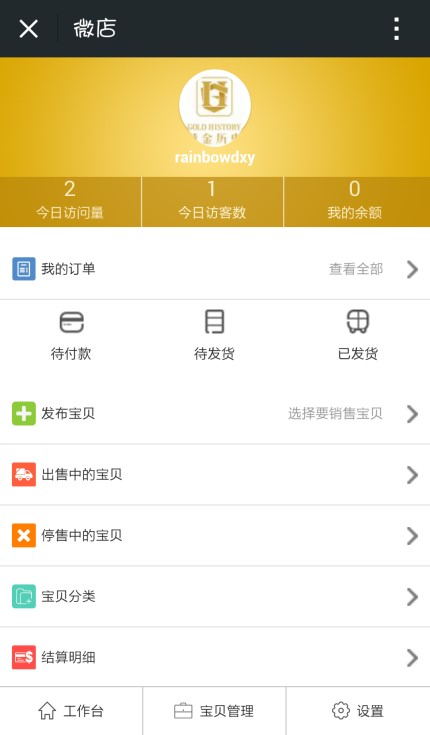 微店
GOLD HISTORY
金历史
rainbowdxy
2 1 0
今日访问量 今日访客数 我的余额
我的订单 查看全部
待付款 待发货 已发货
发布宝贝 选择要销售宝贝
出售中的宝贝
停售中的宝贝
宝贝分类
结算明细
工作台 宝贝管理 设置